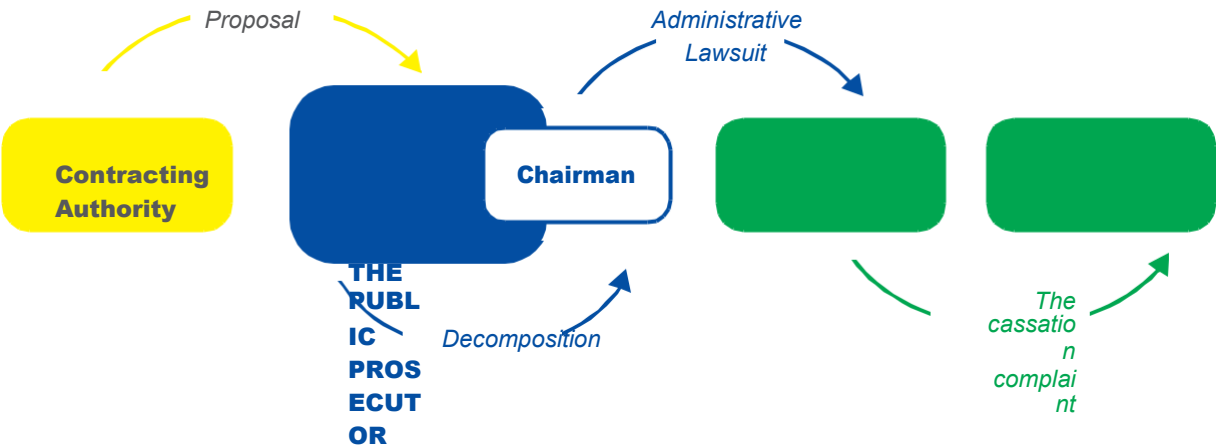 Proposal
Administrative
Lawsuit
Contracting
Authority
Chairman
THE
PUBL
IC
PROS
ECUT
OR
Decomposition
The
cassatio
n
complai
nt